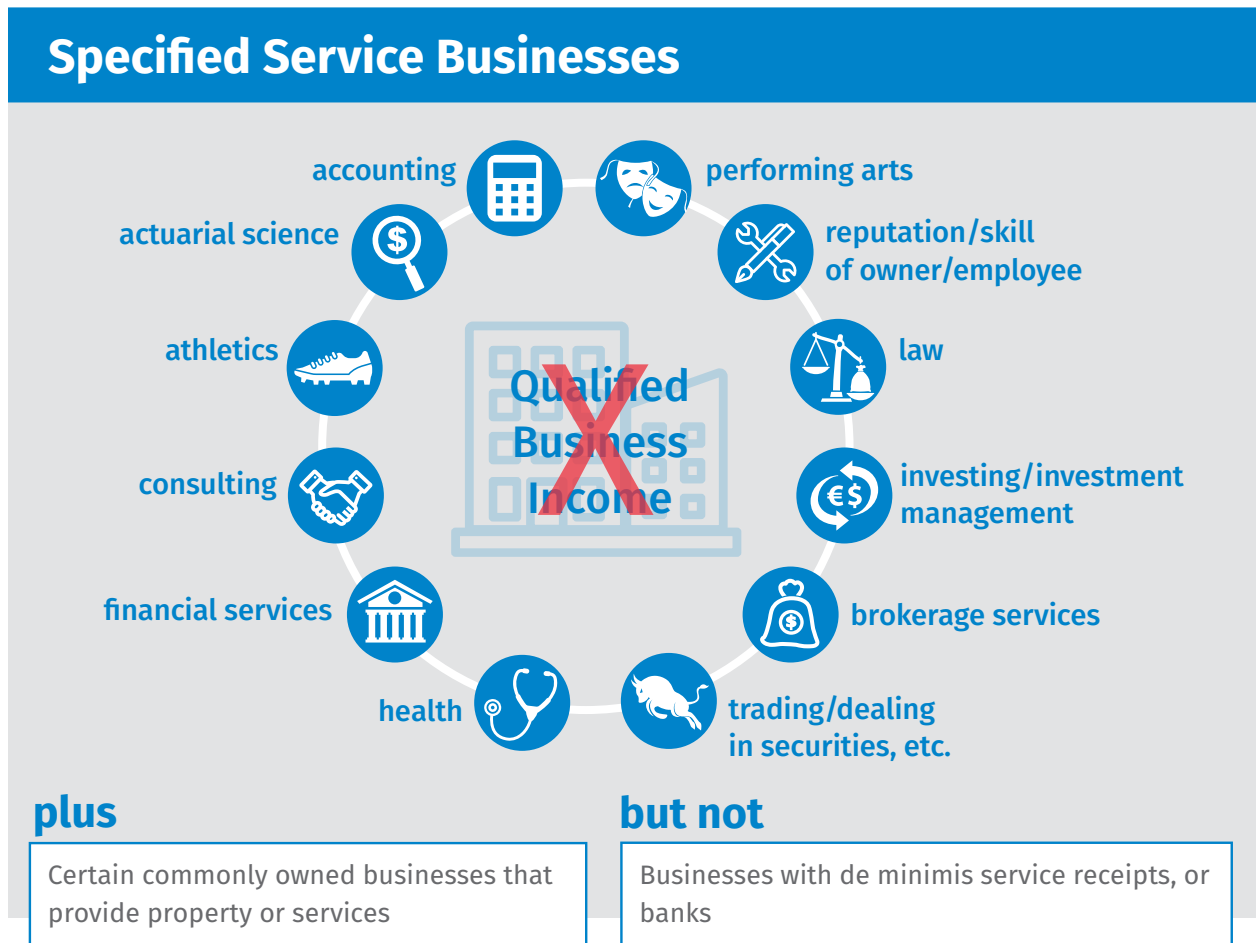 Specified Service Businesses
accounting
performing arts
actuarial science
reputation/skill
of owner/employee
athletics
law
Qualified
Business
Income
X
consulting
investing/investment
management
financial services
brokerage services
health
trading/dealing
in securities, etc.
plus
Certain commonly owned businesses that
provide property or services
but not
Businesses with de minimis service receipts, or
banks
$
€$
$